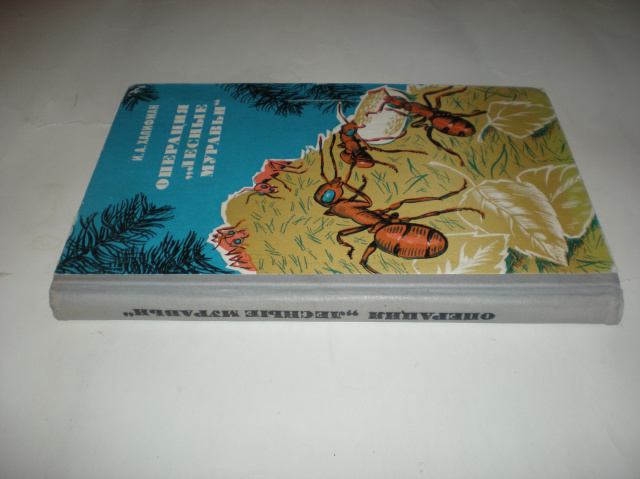 И. А. ХАЛИФМАН
ОПЕРАЦИЯ
„ЛЕСНЫЕ
МУРАВЬИ“
ОПЕРАЦИЯ „ЛЕСНЫЕ МУРАВЬИ“